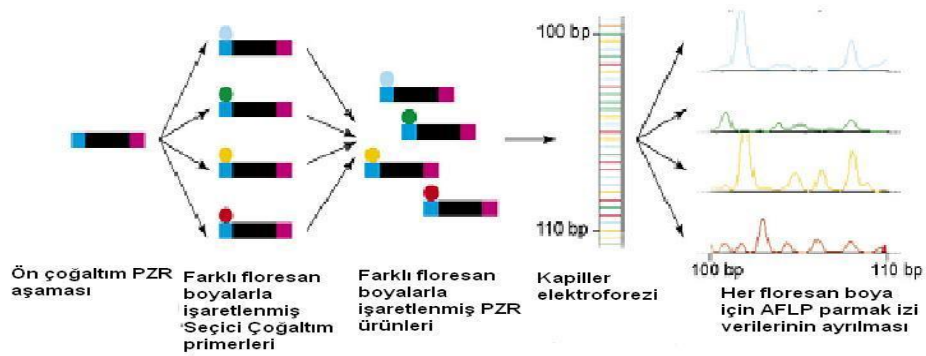 100 bp
110 bp
100 bp
110 bp
Ön çoğaltım PZR
aşaması
Farklı floresan
boyalarla
işaretlenmiş
Seçici Çoğaltım
primerleri
Farklı floresan
boyalarla
işaretlenmiş PZR
ürünleri
Kapiller
elektroforezi
Her floresan boya
için AFLP parmak izi
verilerinin ayrılması